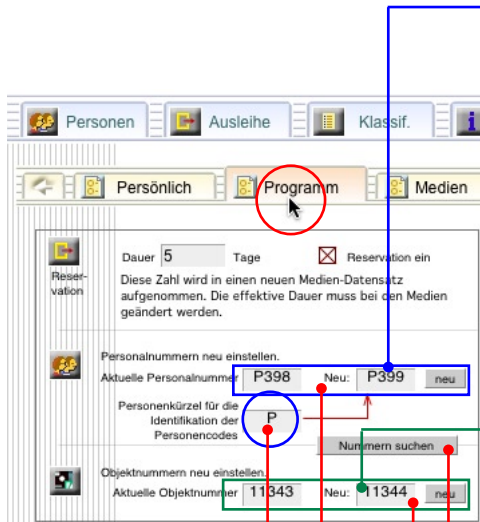 Personen Ausleihe Klassif.
Persönlich Programm Medien
Reser-
vation
Dauer 5 Tage Reservation ein
Diese Zahl wird in einen neuen Medien-Datensatz
aufgenommen. Die effektive Dauer muss bei den Medien
geändert werden.
Personalnummern neu einstellen.
Aktuelle Personalnummer P398 Neu: P399 neu
Personenkürzel für die
Identifikation der
Personencodes
P
Nummern suchen
Objektnummern neu einstellen.
Aktuelle Objektnummer 11343 Neu: 11344 neu